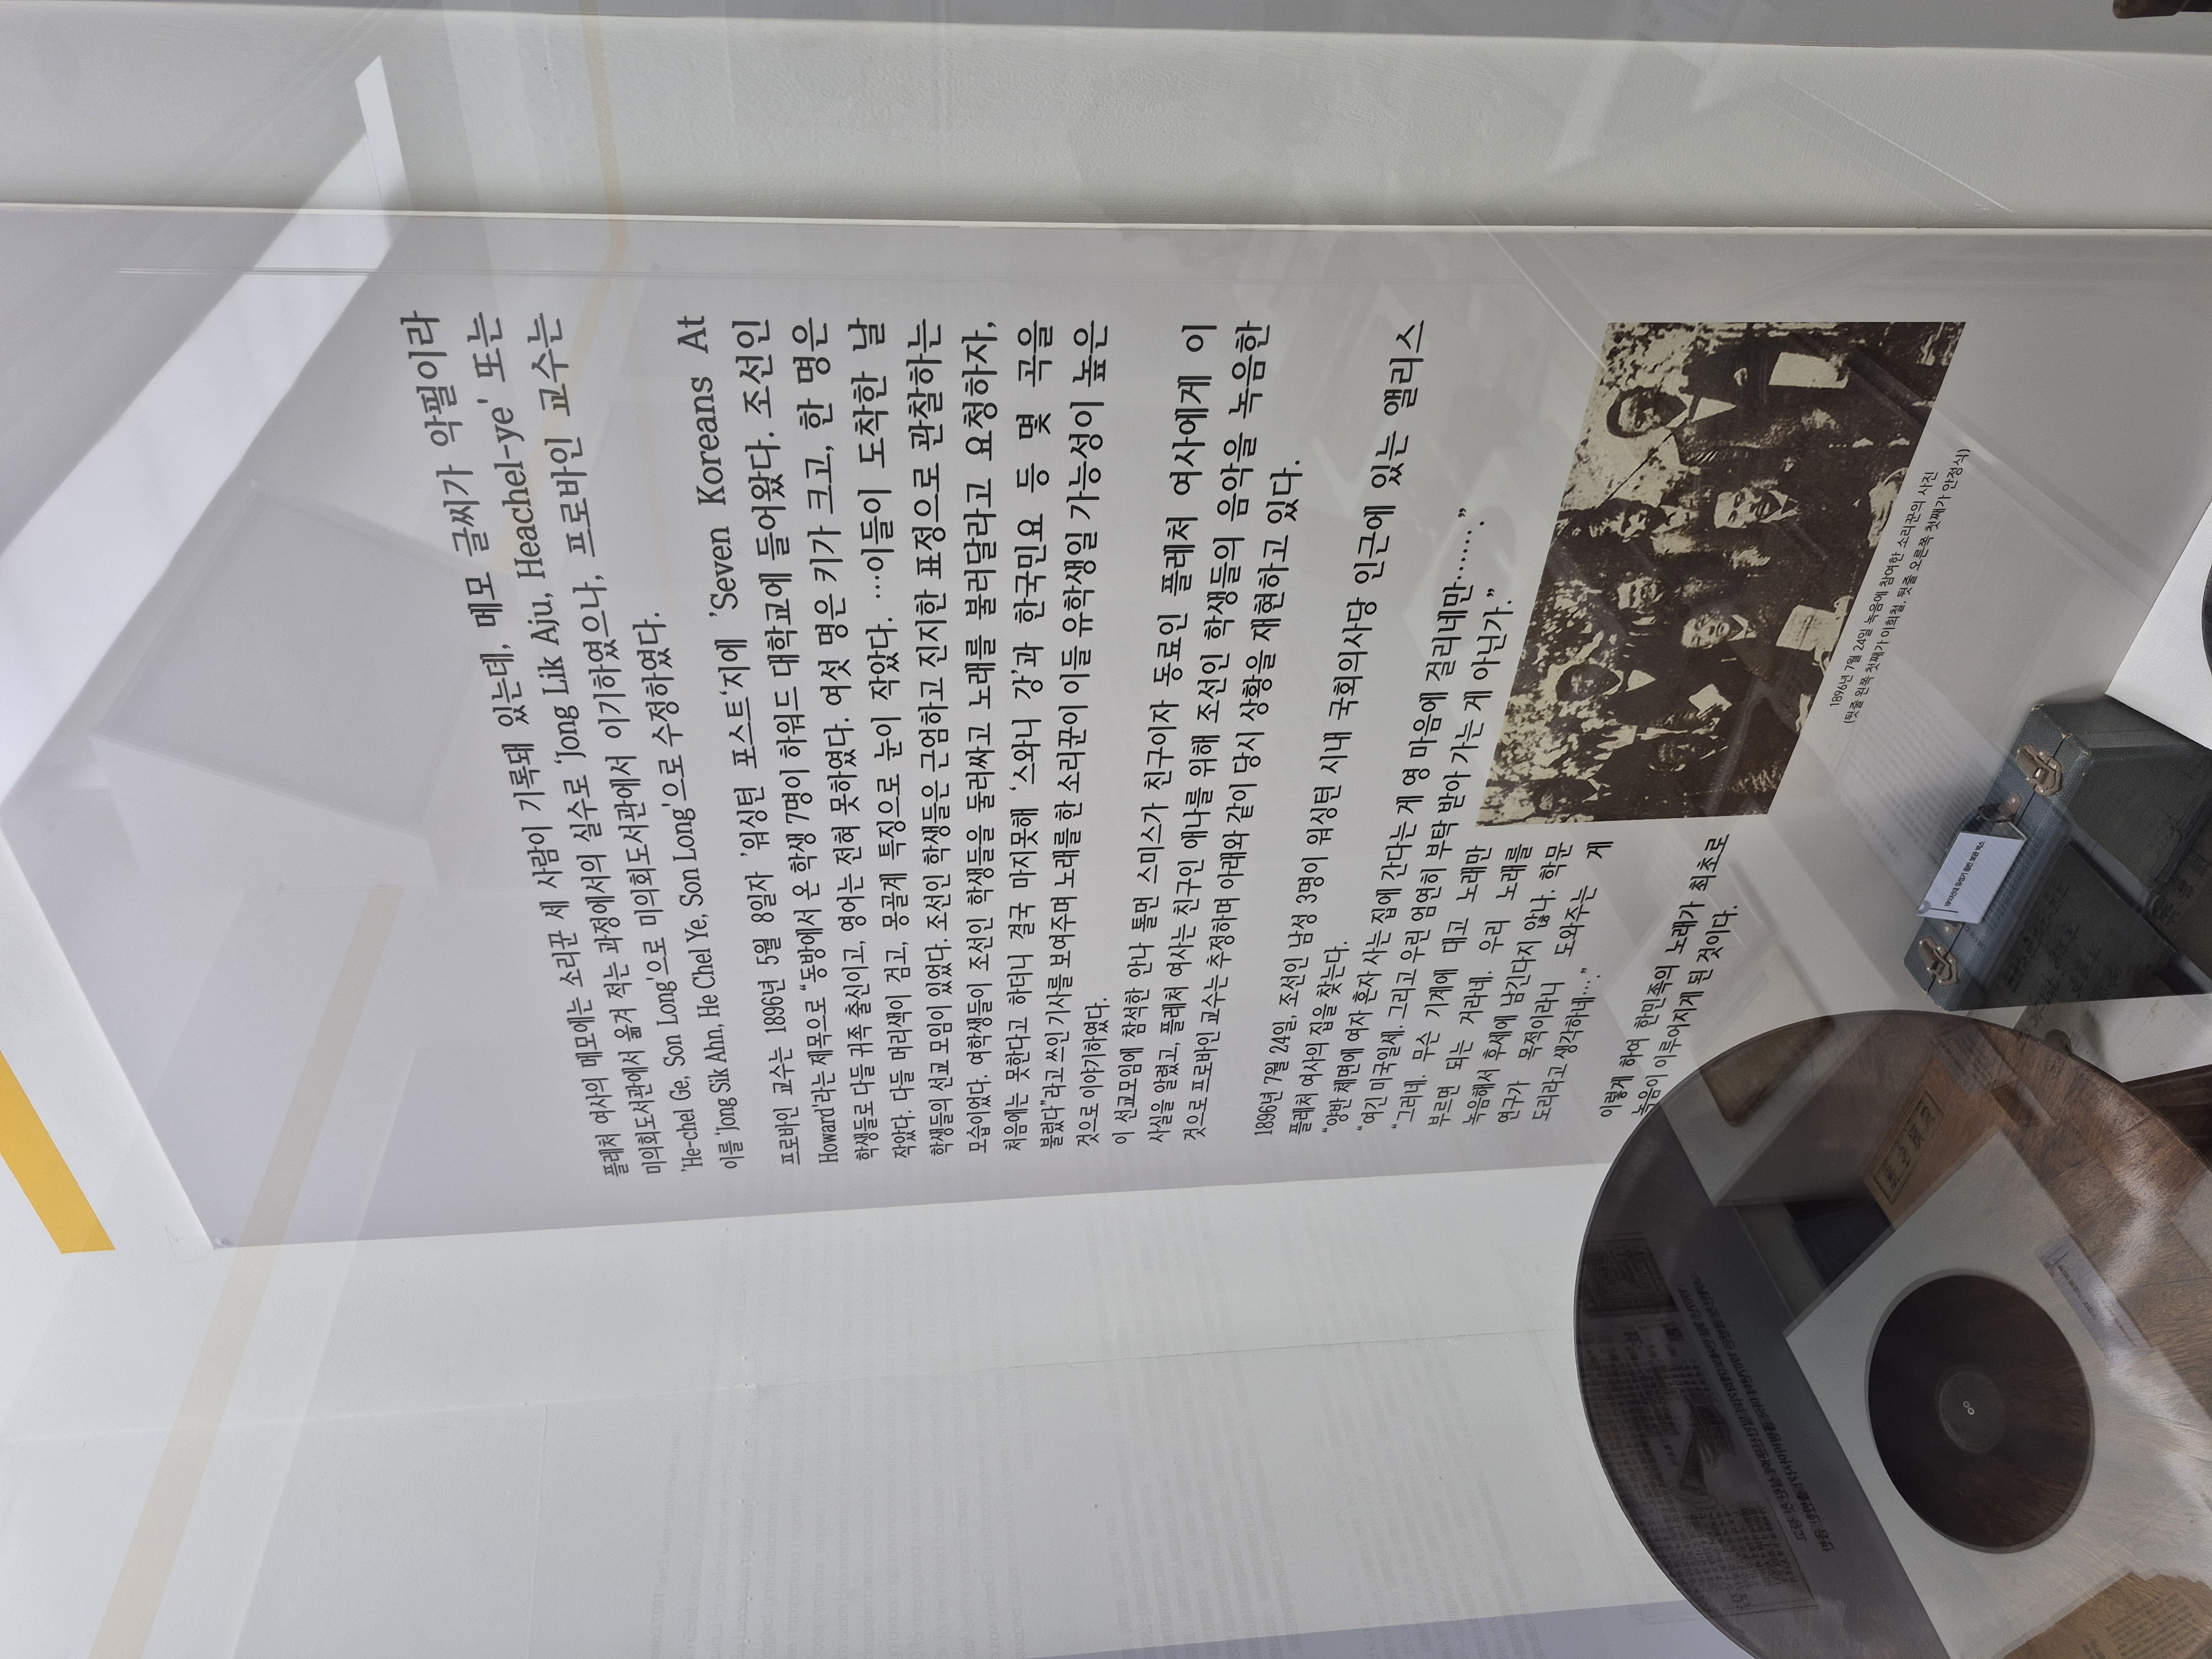 플레처 여사의 메모에는 소리꾼 세 사람이 기록돼 있는데, 메모 글씨가 악필이라
미의회도서관에서 옮겨 적는 과정에서의 실수로 'Jong Lik Aju, Heachel-ye' 또는
'He-chel Ge, Son Long'으로 미의회도서관에서 이기하였으나, 프로바인 교수는
이를 'Jong Sik Ahn, He Chel Ye, Son Long'으로 수정하였다.
프로바인 교수는 1896년 5월 8일자 '워싱턴 포스트'지에 'Seven Koreans At
Howard'라는 제목으로 "동방에서 온 학생 7명이 하워드 대학교에 들어왔다. 조선인
학생들로 다들 귀족 출신이고, 영어는 전혀 못하였다. 여섯 명은 키가 크고, 한 명은
작았다. 다들 머리색이 검고, 몽골계 특징으로 눈이 작았다. …이들이 도착한 날
학생들의 선교 모임이 있었다. 조선인 학생들은 근엄하고 진지한 표정으로 관찰하는
모습이었다. 여학생들이 조선인 학생들을 둘러싸고 노래를 불러달라고 요청하자,
처음에는 못한다고 하더니 결국 마지못해 '스와니 강'과 한국민요 등 몇 곡을
불렀다"라고 쓰인 기사를 보여주며 노래를 한 소리꾼이 이들 유학생일 가능성이 높은
것으로 이야기하였다.
이 선교모임에 참석한 안나 톨먼 스미스가 친구이자 동료인 플레처 여사에게 이
사실을 알렸고, 플레처 여사는 친구인 애나를 위해 조선인 학생들의 음악을 녹음한
것으로 프로바인 교수는 추정하며 아래와 같이 당시 상황을 재현하고 있다.
1896년 7월 24일, 조선인 남성 3명이 워싱턴 시내 국회의사당 인근에 있는 앨리스
플레처 여사의 집을 찾는다.
"양반 체면에 여자 혼자 사는 집에 간다는 게 영 마음에 걸리네만……."
"여긴 미국일세. 그리고 우린 엄연히 부탁 받아 가는 게 아닌가."
"그러네. 무슨 기계에 대고 노래만
부르면 되는 거라네. 우리 노래를
녹음해서 후세에 남긴다지 않나. 학문
연구가 목적이라니 도와주는 게
도리라고 생각하네…."
이렇게 하여 한민족의 노래가 최초로
녹음이 이루어지게 된 것이다.
1896년 7월 24일 녹음에 참여한 소리꾼의 사진
(뒷줄 왼쪽 첫째가 이희철, 뒷줄 오른쪽 첫째가 안정식)